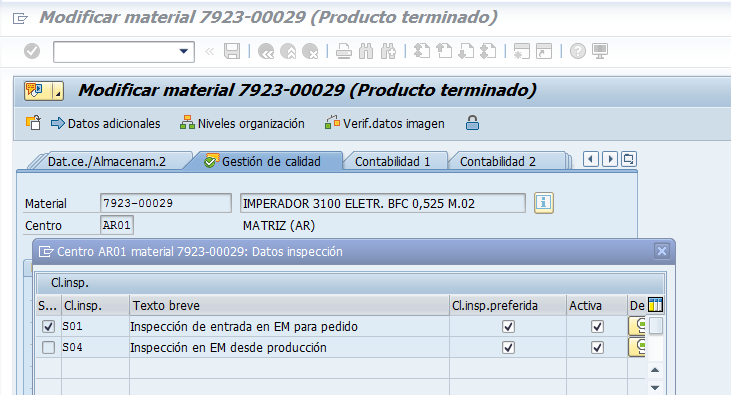 Modificar material 7923-00029 (Producto terminado)
Modificar material 7923-00029 (Producto terminado)
Datos adicionales Niveles organización Verif.datos imagen
Dat.ce./Almacenam.2 Gestión de calidad Contabilidad 1 Contabilidad 2
Material 7923-00029 IMPERADOR 3100 ELETR. BFC 0,525 M.02
Centro AR01 MATRIZ (AR)
Centro AR01 material 7923-00029: Datos inspección
Cl.insp.
S... Cl.insp. Texto breve Cl.insp.preferida Activa De
S01 Inspección de entrada en EM para pedido
S04 Inspección en EM desde producción